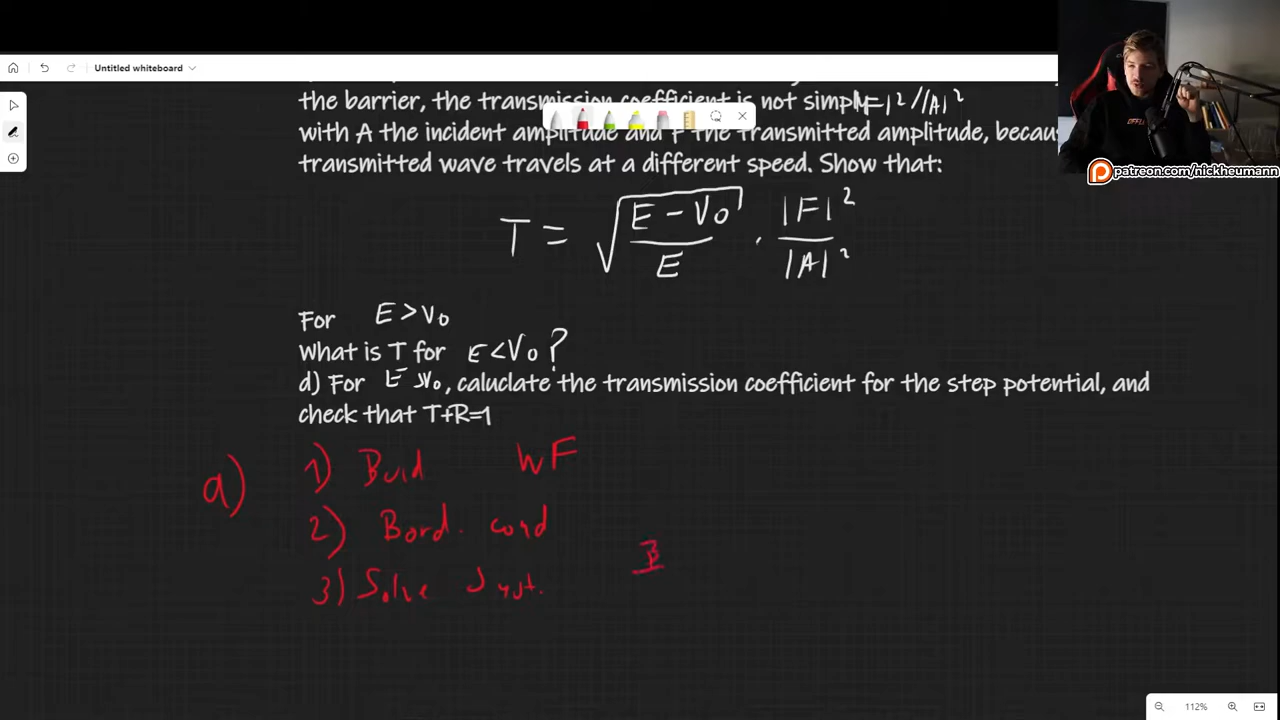 Untitled whiteboard
the barrier, the transmission coefficient is not simply |F|²//|A|²
with A the incident amplitude and F the transmitted amplitude, becau
transmitted wave travels at a different speed. Show that:
T = √(E - V0 / E) · |F|² / |A|²
For E > V0
What is T for E < V0?
d) For E > V0, caluclate the transmission coefficient for the step potential, and
check that T+R=1
a) 1) Buid WF
2) Bord. cond
3) Solve Syst.
B
patreon.com/nickheumann
112%